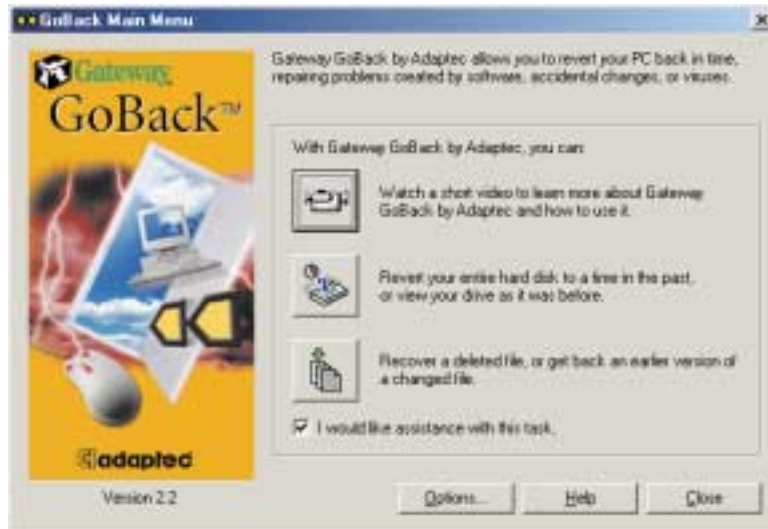 GoBack Main Menu
Gateway
GoBack™
adaptec
Version 2.2
Gateway GoBack by Adaptec allows you to revert your PC back in time,
repairing problems created by software, accidental changes, or viruses.
With Gateway GoBack by Adaptec, you can:
Watch a short video to learn more about Gateway
GoBack by Adaptec and how to use it.
Revert your entire hard disk to a time in the past,
or view your drive as it was before.
Recover a deleted file, or get back an earlier version of
a changed file.
I would like assistance with this task.
Options...
Help
Close